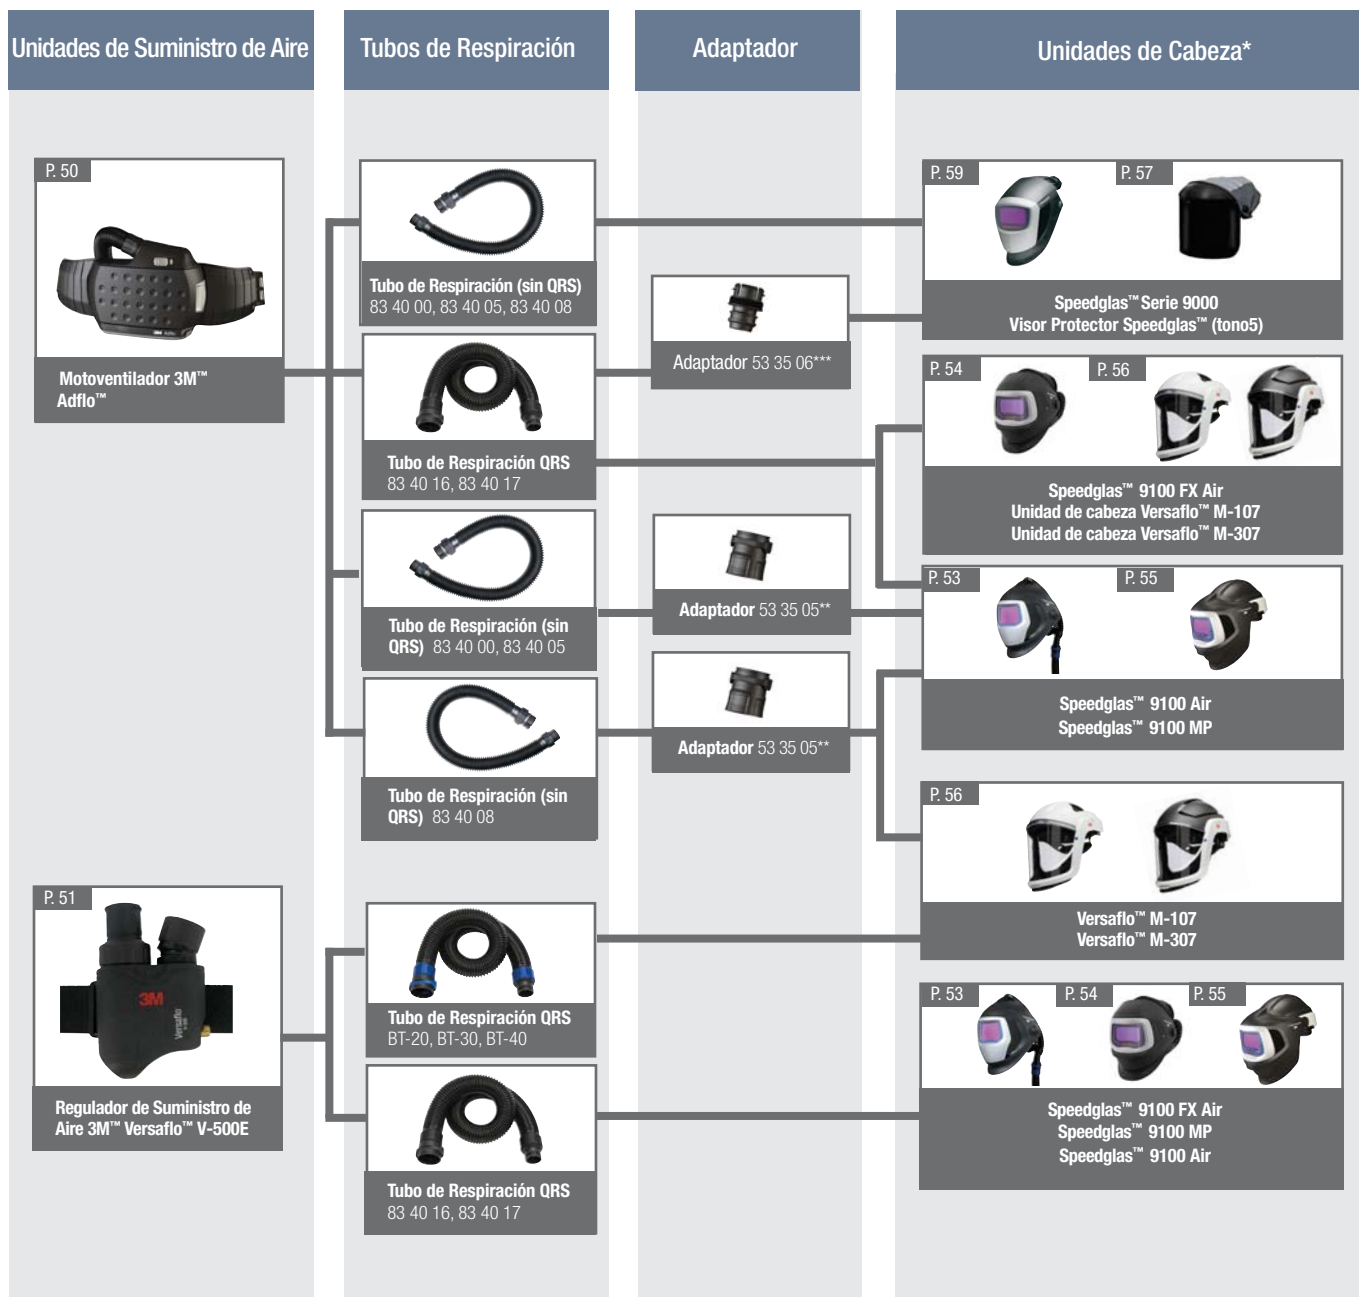 Unidades de Suministro de Aire
Tubos de Respiración
Adaptador
Unidades de Cabeza*
P. 50
Motoventilador 3M™
Adflo™
Tubo de Respiración (sin QRS)
83 40 00, 83 40 05, 83 40 08
Adaptador 53 35 06***
P. 59
P. 57
Speedglas™ Serie 9000
Visor Protector Speedglas™ (tono5)
Tubo de Respiración QRS
83 40 16, 83 40 17
P. 54
P. 56
Speedglas™ 9100 FX Air
Unidad de cabeza Versaflo™ M-107
Unidad de cabeza Versaflo™ M-307
Tubo de Respiración (sin
QRS) 83 40 00, 83 40 05
Adaptador 53 35 05**
P. 53
P. 55
Speedglas™ 9100 Air
Speedglas™ 9100 MP
Tubo de Respiración (sin
QRS) 83 40 08
Adaptador 53 35 05**
P. 56
Versaflo™ M-107
Versaflo™ M-307
P. 51
3M
Versaflo
Regulador de Suministro de
Aire 3M™ Versaflo™ V-500E
Tubo de Respiración QRS
BT-20, BT-30, BT-40
Tubo de Respiración QRS
83 40 16, 83 40 17
P. 53
P. 54
P. 55
Speedglas™ 9100 FX Air
Speedglas™ 9100 MP
Speedglas™ 9100 Air